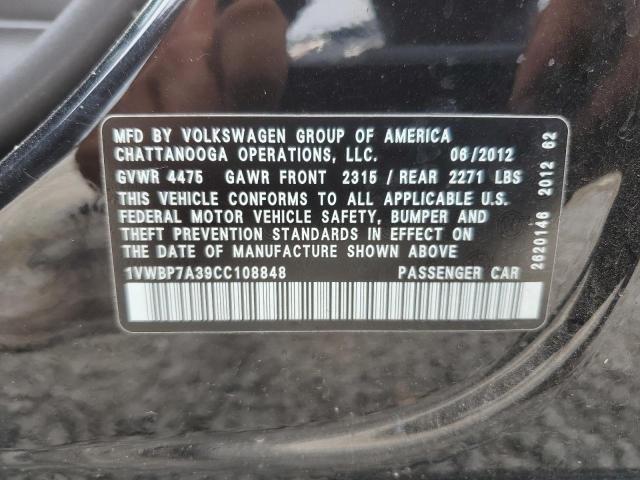 MFD BY VOLKSWAGEN GROUP OF AMERICA
CHATTANOOGA OPERATIONS, LLC. 06/2012
GVWR 4475 GAWR FRONT 2315 / REAR 2271 LBS
THIS VEHICLE CONFORMS TO ALL APPLICABLE U.S.
FEDERAL MOTOR VEHICLE SAFETY, BUMPER AND
THEFT PREVENTION STANDARDS IN EFFECT ON
THE DATE OF MANUFACTURE SHOWN ABOVE
1VWBP7A39CC108848 PASSENGER CAR
2620146 2012 62